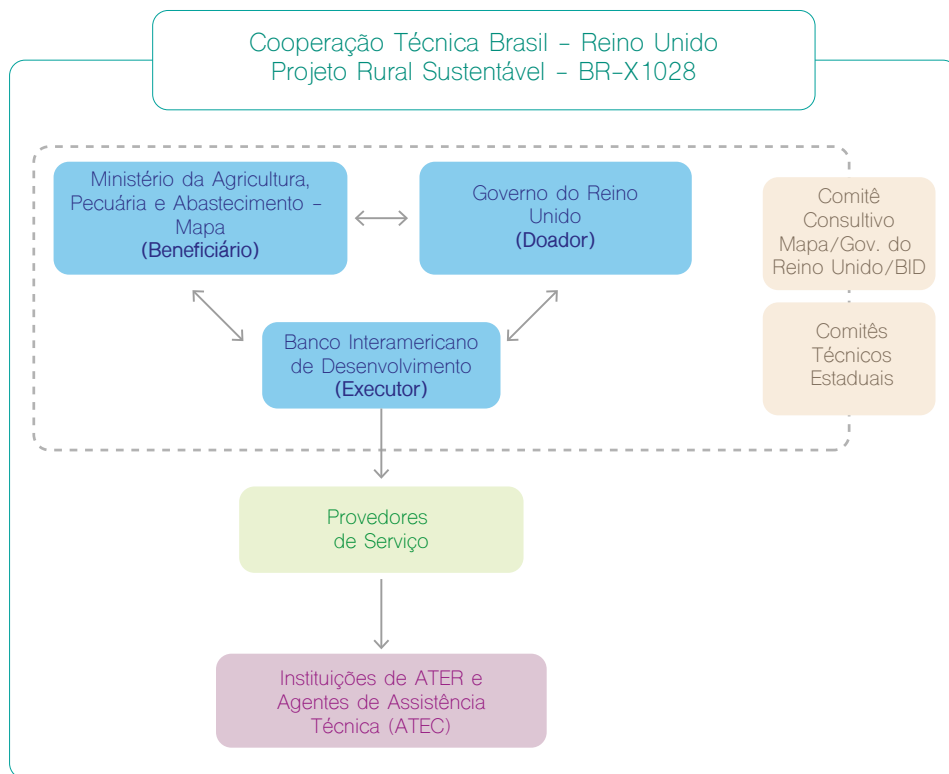 Cooperação Técnica Brasil - Reino Unido
Projeto Rural Sustentável - BR-X1028
Ministério da Agricultura,
Pecuária e Abastecimento -
Mapa
(Beneficiário)
Governo do Reino
Unido
(Doador)
Comitê
Consultivo
Mapa/Gov. do
Reino Unido/BID
Banco Interamericano
de Desenvolvimento
(Executor)
Comitês
Técnicos
Estaduais
Provedores
de Serviço
Instituições de ATER e
Agentes de Assistência
Técnica (ATEC)